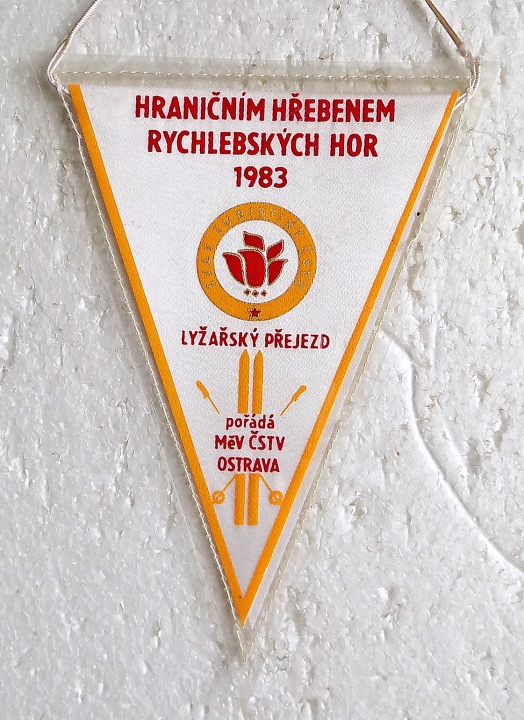 HRANIČNÍM HŘEBENEM
RYCHLEBSKÝCH HOR
1983
LYŽAŘSKÝ PŘEJEZD
pořádá
MěV ČSTV
OSTRAVA